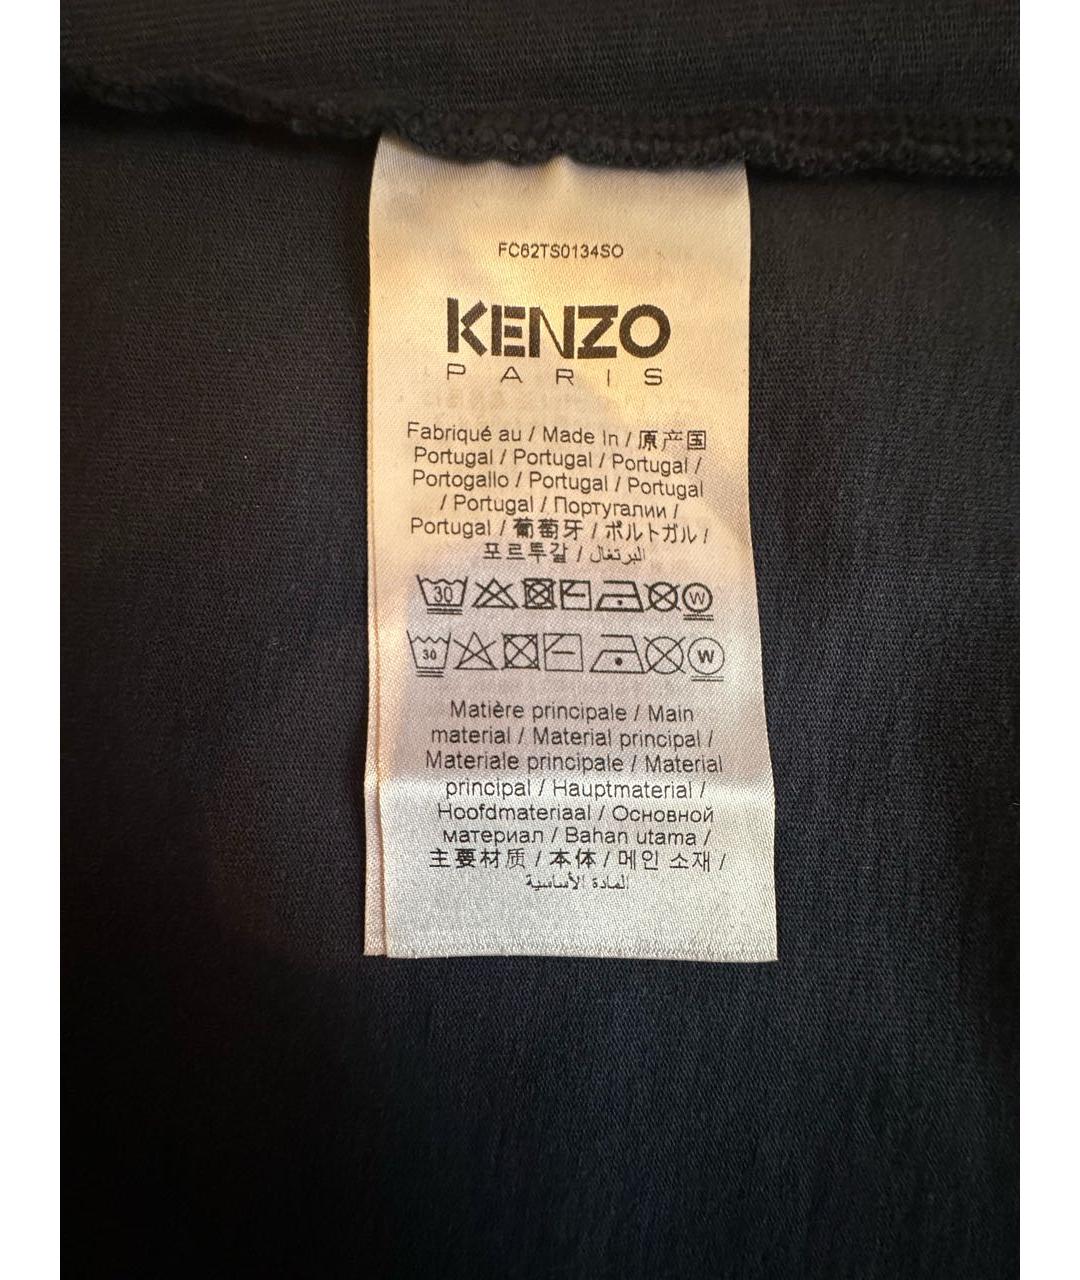 FC62TS0134SO
KENZO
PARIS
Fabriqué au / Made In / 原产国
Portugal / Portugal / Portugal /
Portogallo / Portugal / Portugal
/ Portugal / Португалии /
Portugal / 葡萄牙 / ポルトガル /
포르투갈 / البرتغال
30 W
30 W
Matière principale / Main
material / Material principal /
Materiale principale / Material
principal / Hauptmaterial /
Hoofdmateriaal / Основной
материал / Bahan utama /
主要材质 / 本体 / 메인 소재 /
المادة الأساسية